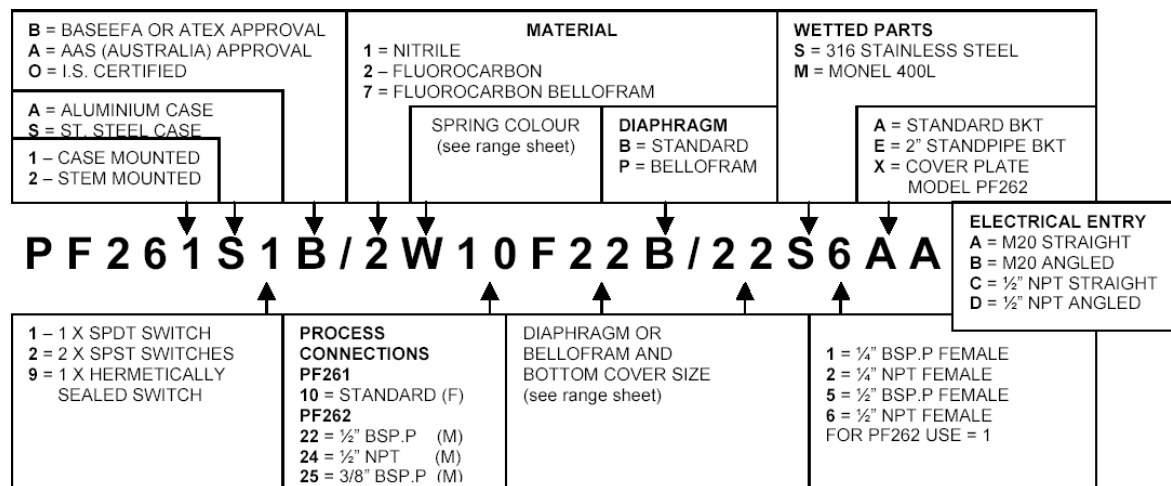 B = BASEEFA OR ATEX APPROVAL
A = AAS (AUSTRALIA) APPROVAL
O = I.S. CERTIFIED
A = ALUMINIUM CASE
S = ST. STEEL CASE
1 – CASE MOUNTED
2 – STEM MOUNTED
MATERIAL
1 = NITRILE
2 – FLUOROCARBON
7 = FLUOROCARBON BELLOFRAM
SPRING COLOUR
(see range sheet)
DIAPHRAGM
B = STANDARD
P = BELLOFRAM
WETTED PARTS
S = 316 STAINLESS STEEL
M = MONEL 400L
A = STANDARD BKT
E = 2” STANDPIPE BKT
X = COVER PLATE
MODEL PF262
PF261S1B/2W10F22B/22S6AA
ELECTRICAL ENTRY
A = M20 STRAIGHT
B = M20 ANGLED
C = ½” NPT STRAIGHT
D = ½” NPT ANGLED
1 – 1 X SPDT SWITCH
2 = 2 X SPST SWITCHES
9 = 1 X HERMETICALLY
SEALED SWITCH
PROCESS
CONNECTIONS
PF261
10 = STANDARD (F)
PF262
22 = ½” BSP.P (M)
24 = ½” NPT (M)
25 = 3/8” BSP.P (M)
DIAPHRAGM OR
BELLOFRAM AND
BOTTOM COVER SIZE
(see range sheet)
1 = ¼” BSP.P FEMALE
2 = ¼” NPT FEMALE
5 = ½” BSP.P FEMALE
6 = ½” NPT FEMALE
FOR PF262 USE = 1